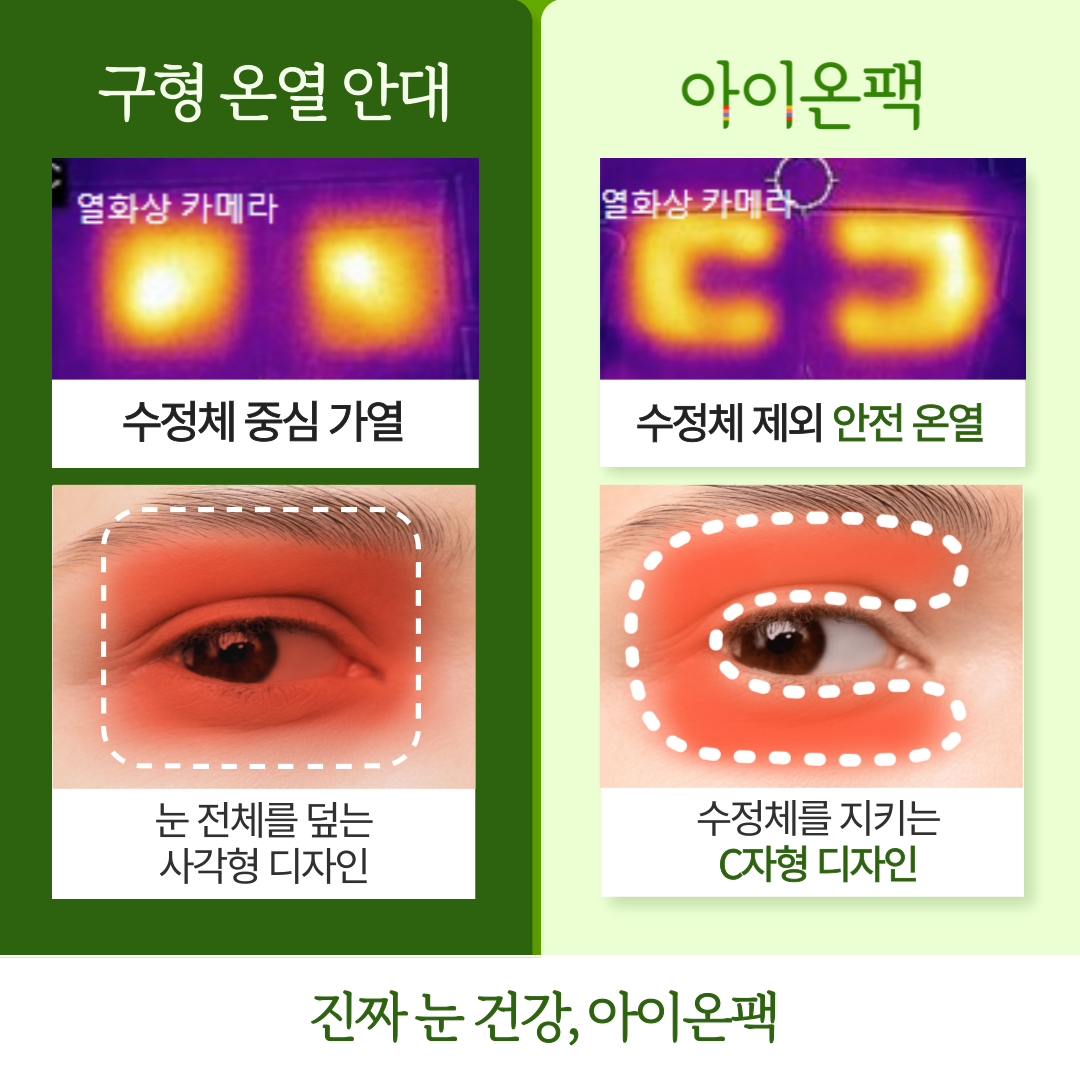 구형 온열 안대
열화상 카메라
수정체 중심 가열
눈 전체를 덮는
사각형 디자인
아이온팩
열화상 카메라
수정체 제외 안전 온열
수정체를 지키는
C자형 디자인
진짜 눈 건강, 아이온팩